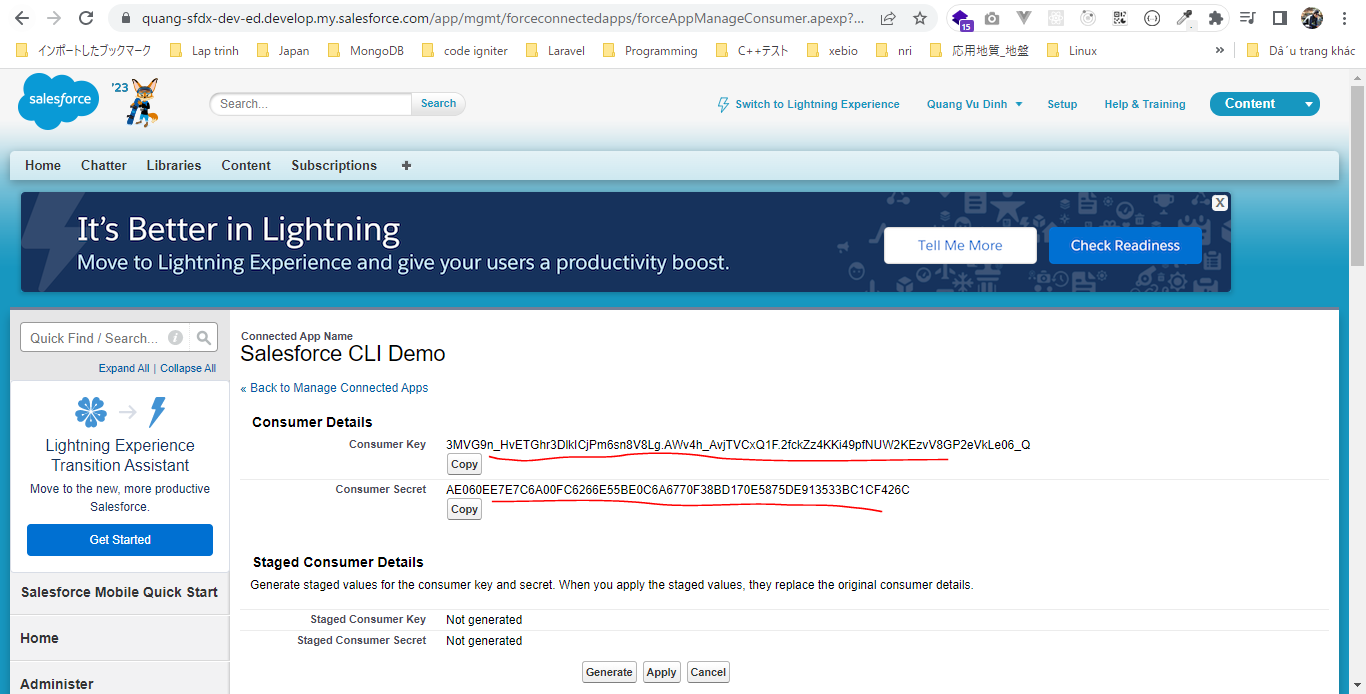 quang-sfdx-dev-ed.develop.my.salesforce.com/app/mgmt/forceconnectedapps/forceAppManageConsumer.apexp?...
15
インポートしたブックマーク Lap trinh Japan MongoDB code igniter Laravel Programming C++テスト xebio nri 応用地質_地盤 Linux » Dấu trang khác
salesforce '23 Search... Search Switch to Lightning Experience Quang Vu Dinh Setup Help & Training Content
Home Chatter Libraries Content Subscriptions +
It's Better in Lightning
Move to Lightning Experience and give your users a productivity boost.
Tell Me More Check Readiness X
Quick Find / Search... i
Expand All | Collapse All
Lightning Experience
Transition Assistant
Move to the new, more productive
Salesforce.
Get Started
Salesforce Mobile Quick Start
Home
Administer
Connected App Name
Salesforce CLI Demo
« Back to Manage Connected Apps
Consumer Details
Consumer Key 3MVG9n_HvETGhr3DlkICjPm6sn8V8Lg.AWv4h_AvjTVCxQ1F.2fckZz4KKi49pfNUW2KEzvV8GP2eVkLe06_Q
Copy
Consumer Secret AE060EE7E7C6A00FC6266E55BE0C6A6770F38BD170E5875DE913533BC1CF426C
Copy
Staged Consumer Details
Generate staged values for the consumer key and secret. When you apply the staged values, they replace the original consumer details.
Staged Consumer Key Not generated
Staged Consumer Secret Not generated
Generate Apply Cancel